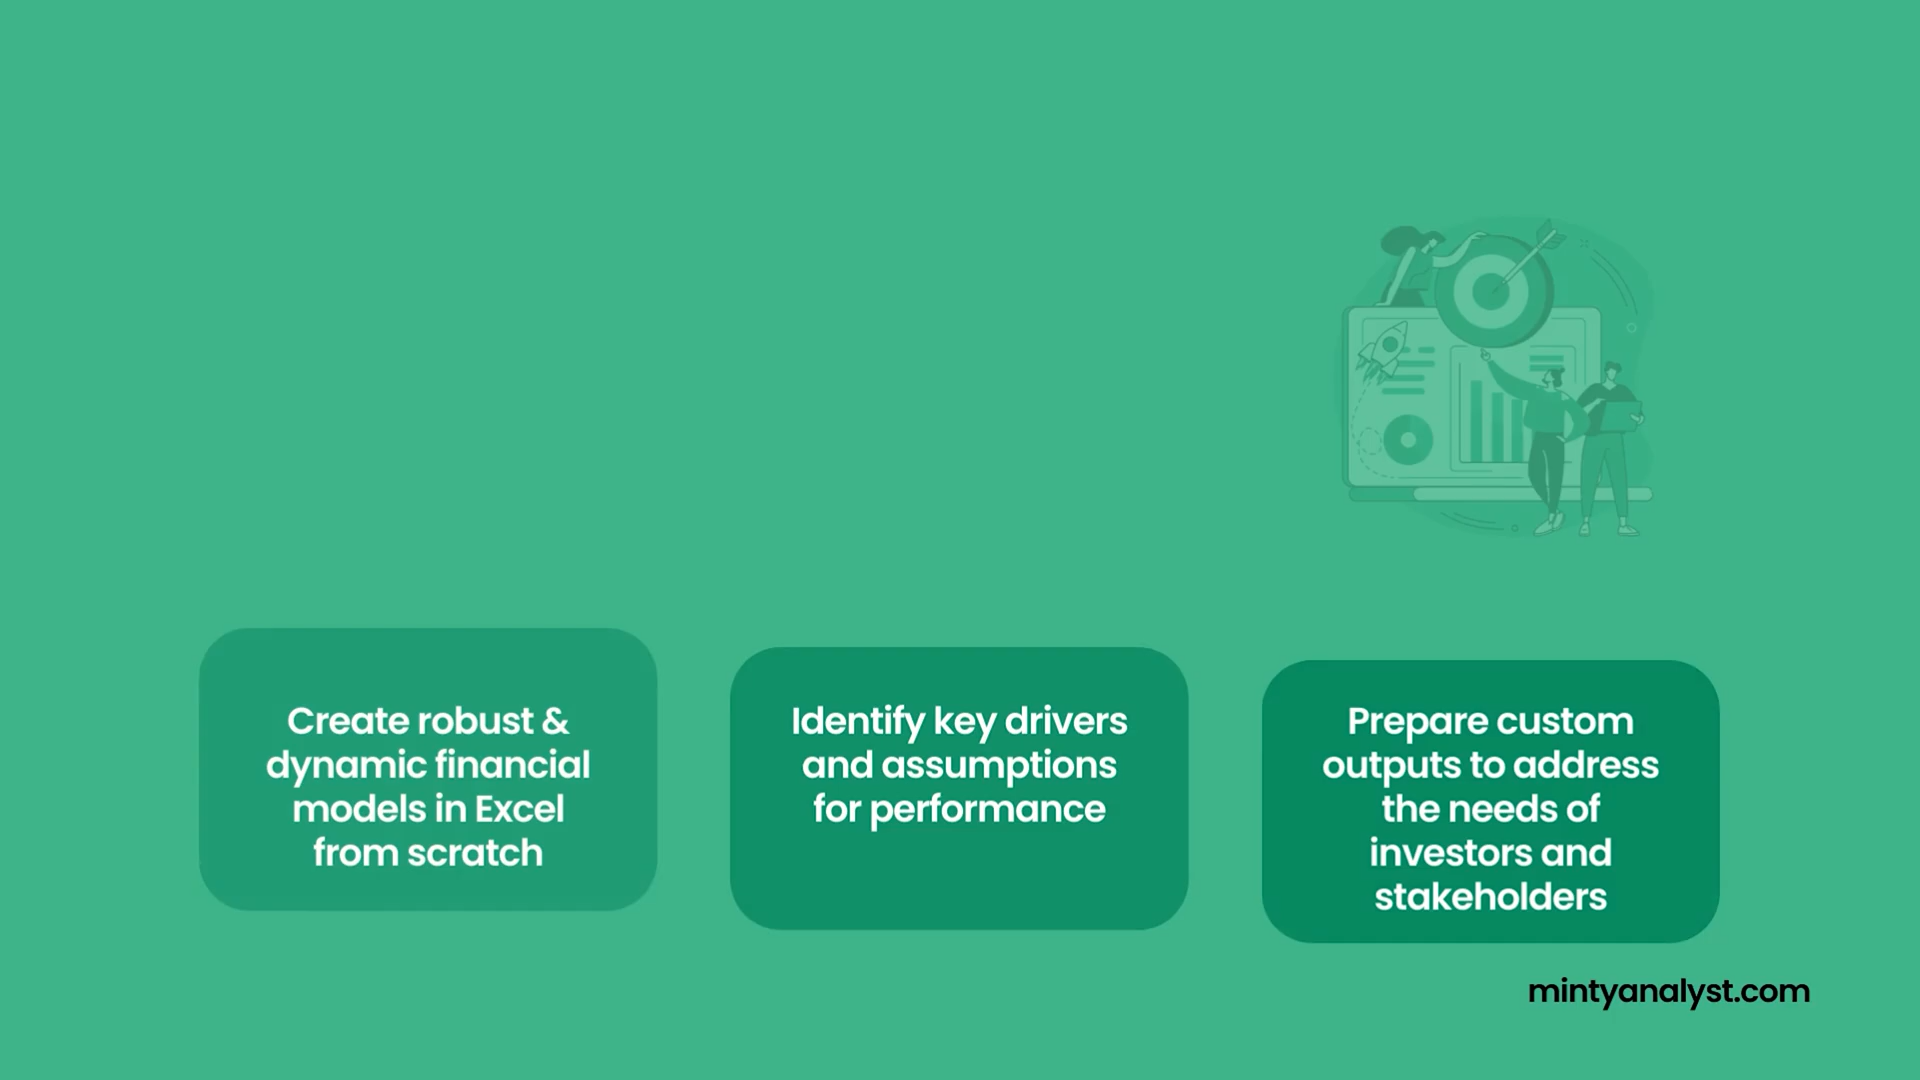 Create robust &
dynamic financial
models in Excel
from scratch
Identify key drivers
and assumptions
for performance
Prepare custom
outputs to address
the needs of
investors and
stakeholders
mintyanalyst.com